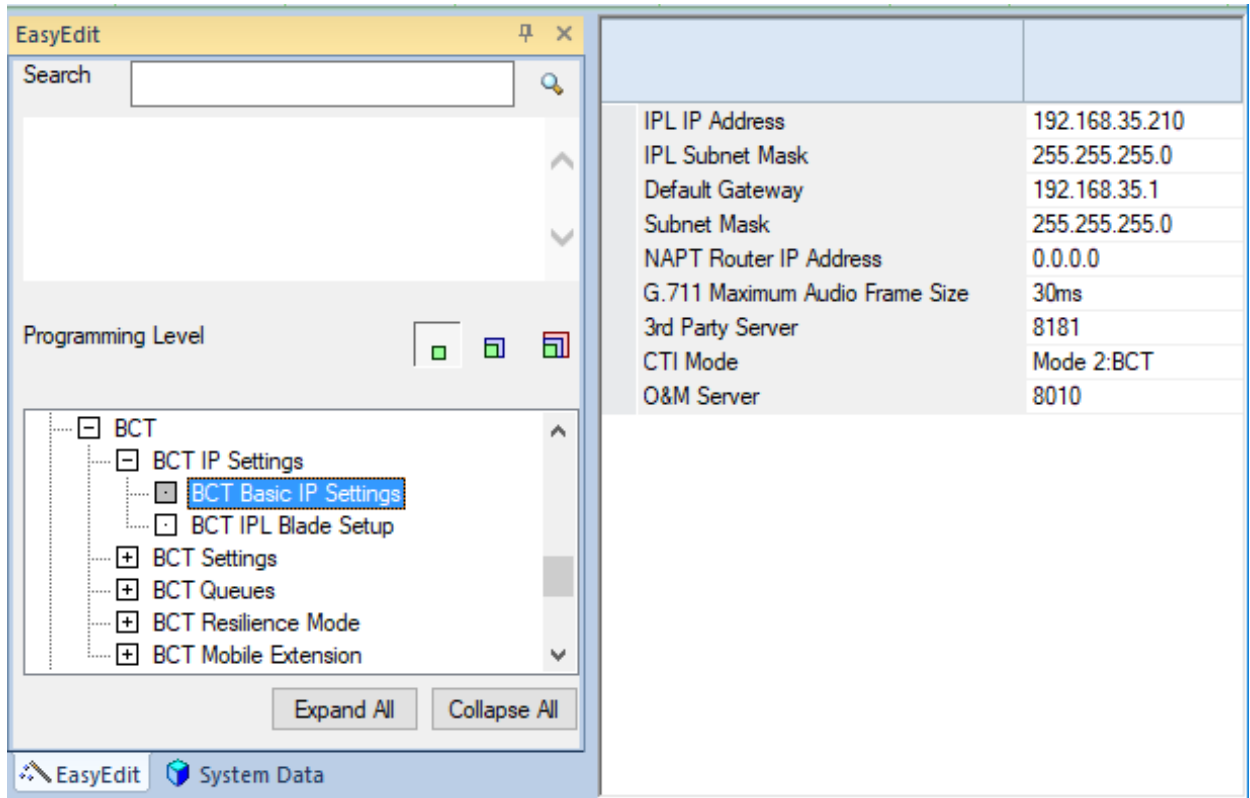 EasyEdit
Search
Programming Level
BCT
BCT IP Settings
BCT Basic IP Settings
BCT IPL Blade Setup
BCT Settings
BCT Queues
BCT Resilience Mode
BCT Mobile Extension
Expand All Collapse All
EasyEdit System Data
IPL IP Address 192.168.35.210
IPL Subnet Mask 255.255.255.0
Default Gateway 192.168.35.1
Subnet Mask 255.255.255.0
NAPT Router IP Address 0.0.0.0
G.711 Maximum Audio Frame Size 30ms
3rd Party Server 8181
CTI Mode Mode 2:BCT
O&M Server 8010